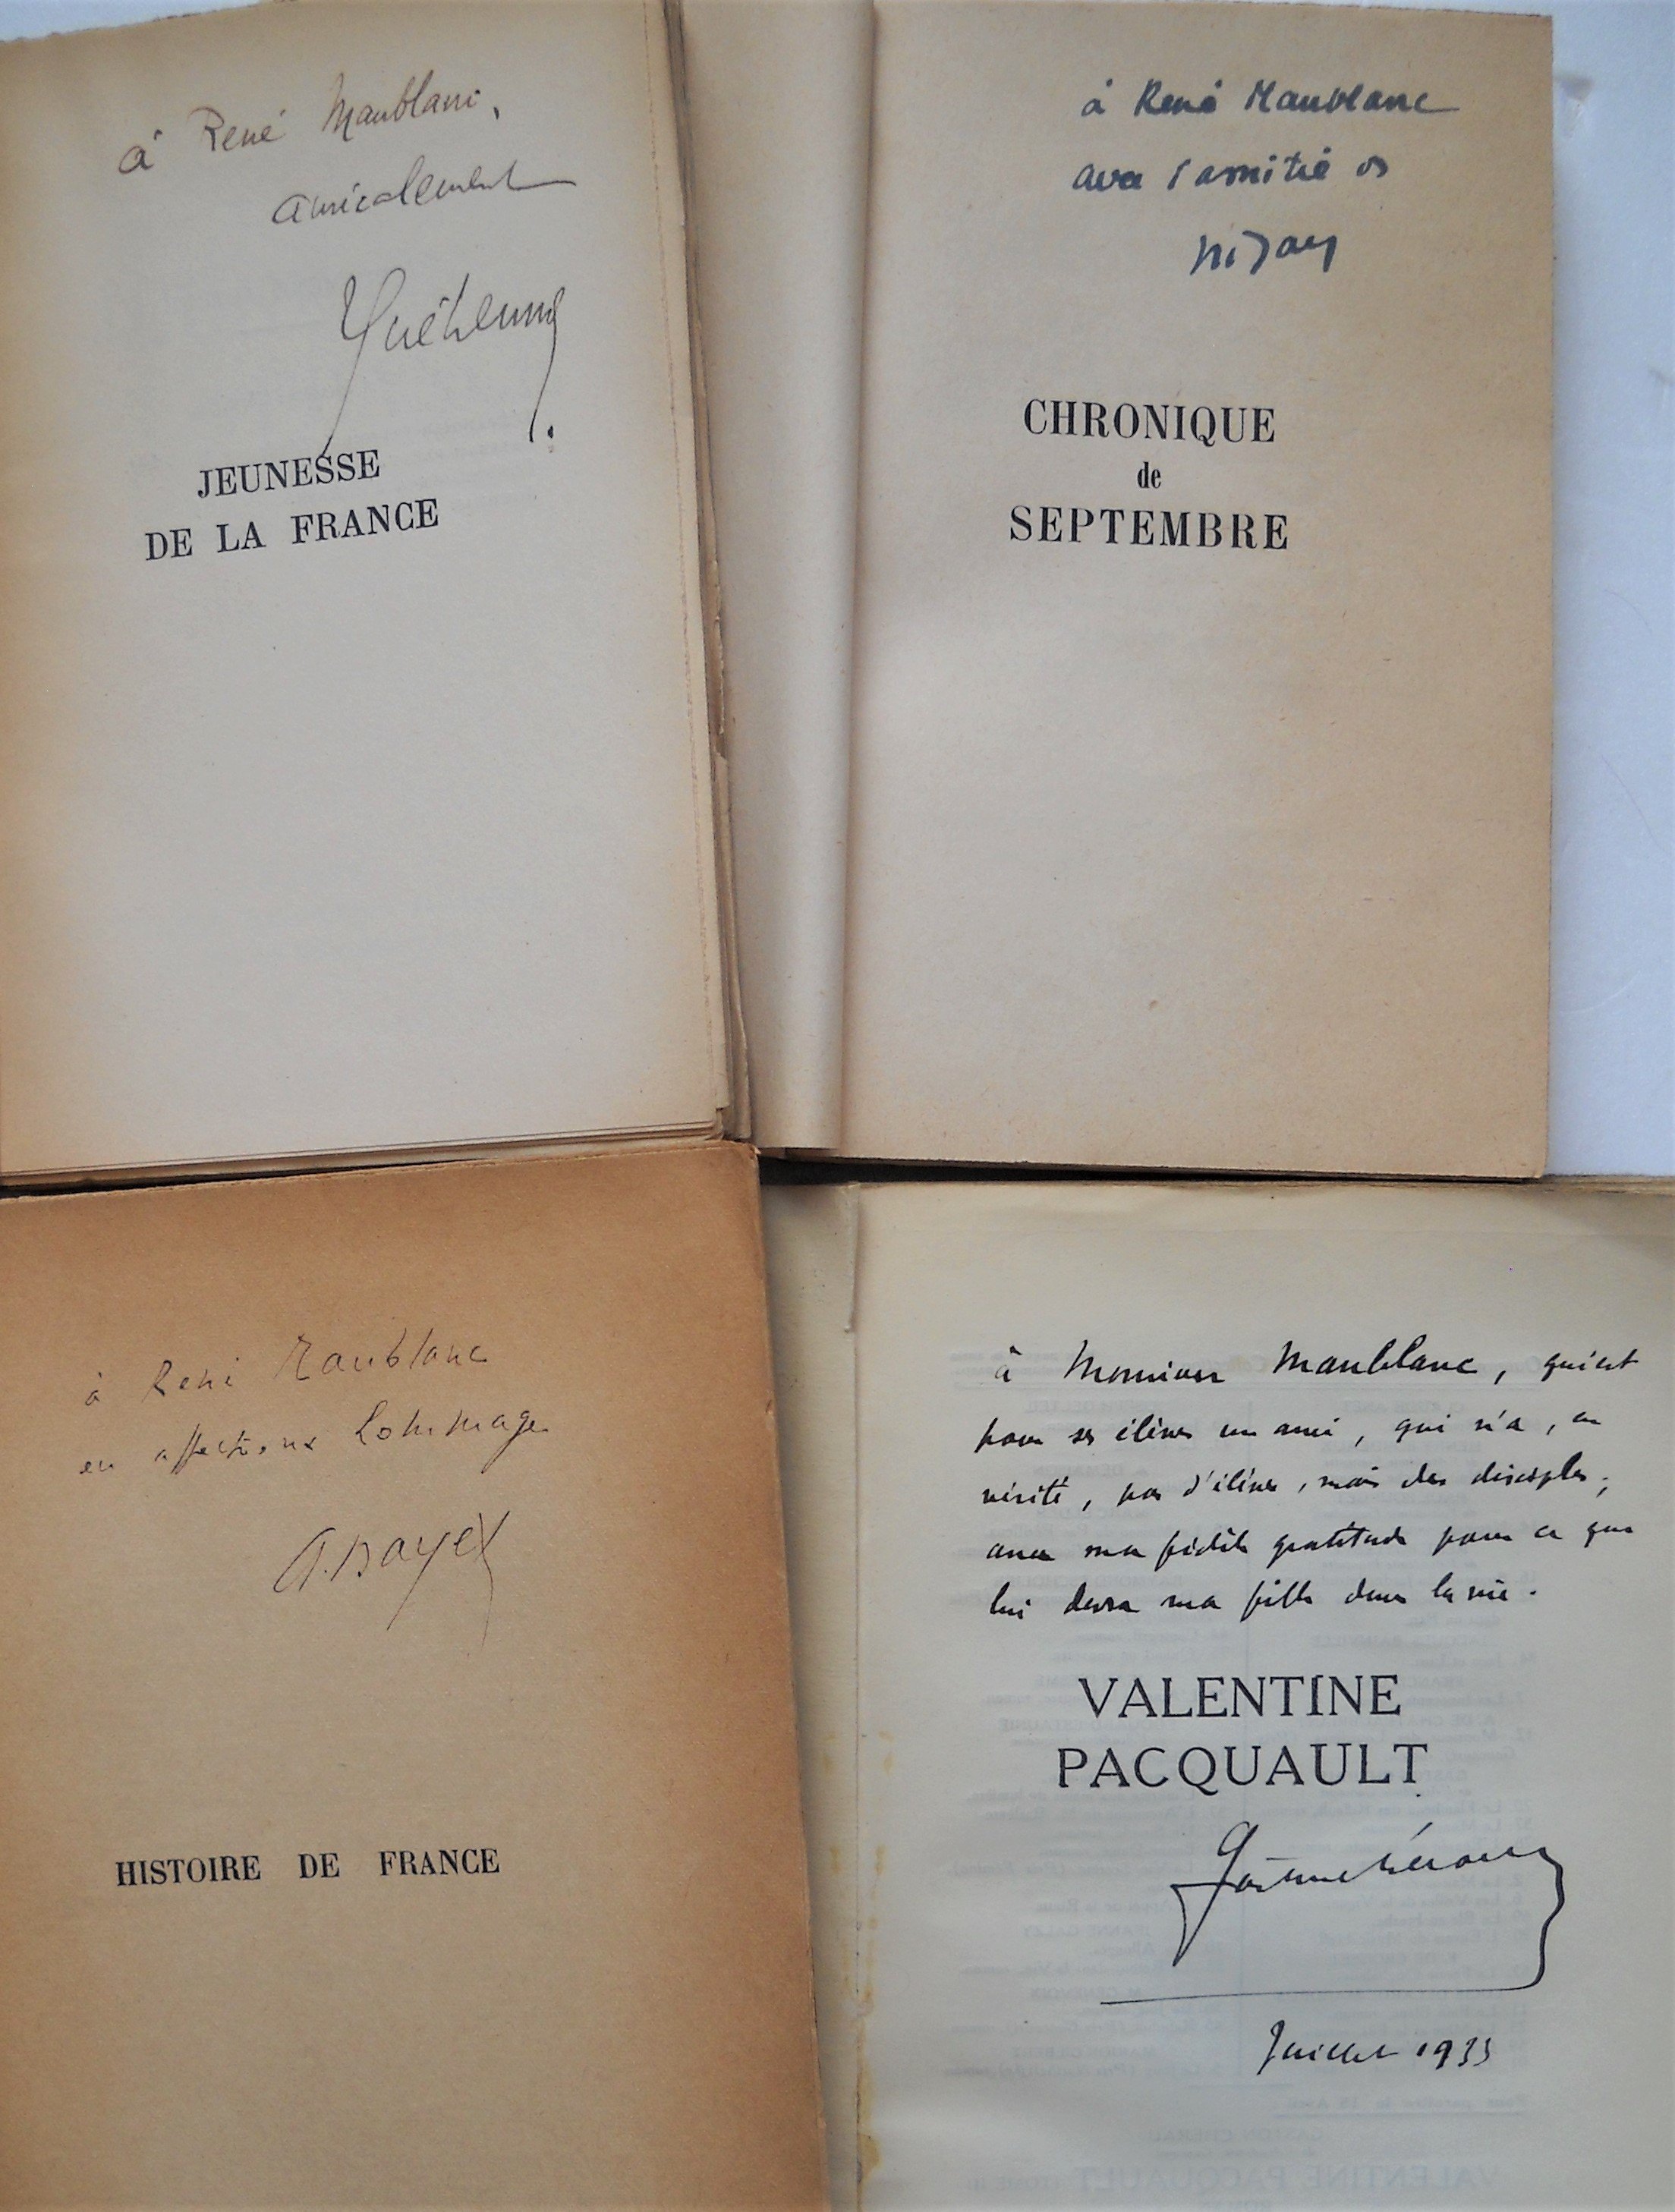 à René Maublanc,
amicalement
Guéhenno
JEUNESSE
DE LA FRANCE
à René Maublanc
avec l'amitié de
nizan
CHRONIQUE
de
SEPTEMBRE
à René Maublanc
en affectueux hommage
A. Bayet
HISTOIRE DE FRANCE
à Monsieur Maublanc, qui est
pour ses élèves un ami, qui n'a, en
vérité, pas d'élèves, mais des disciples,
avec ma fidèle gratitude pour ce que
lui devra ma fille dans la vie.
VALENTINE
PACQUAULT
Gaston Chérau
Juillet 1933